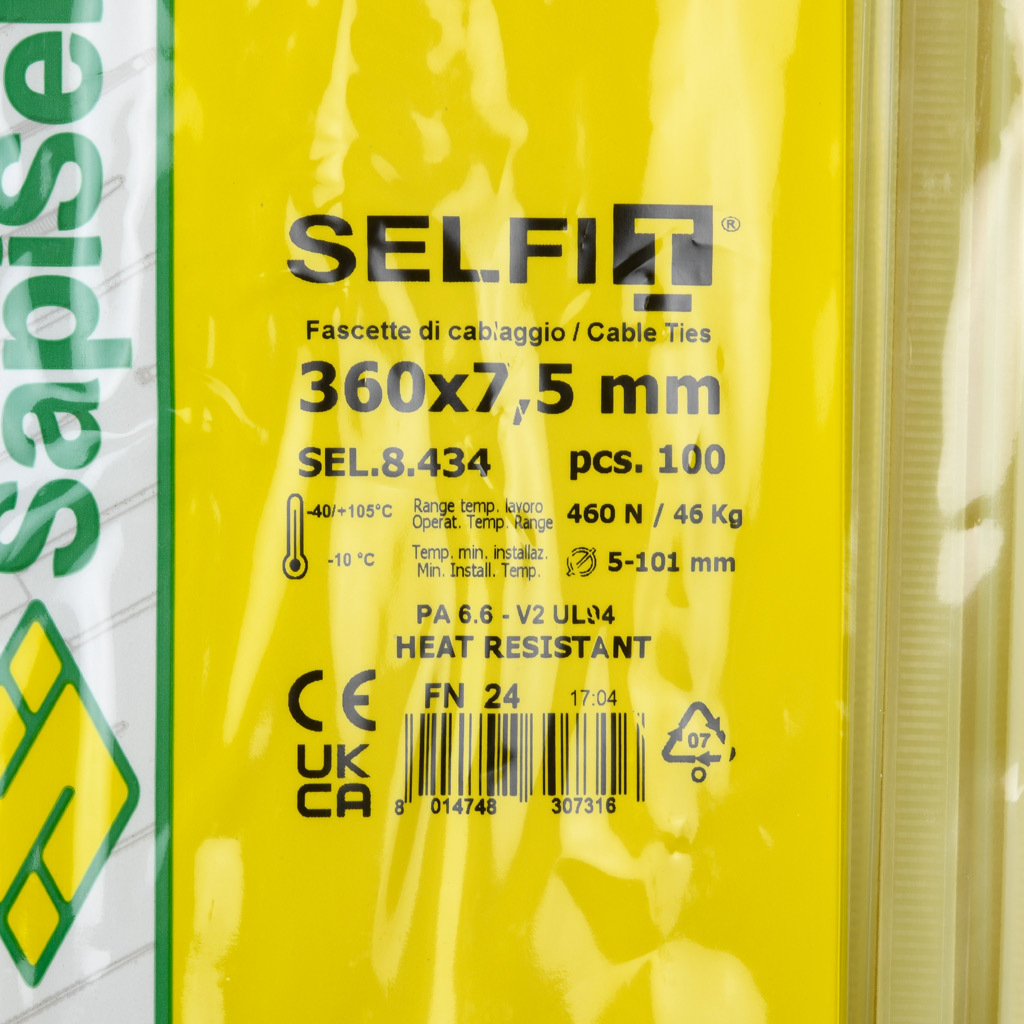 SapiSel
SELFIT®
Fascette di cablaggio / Cable Ties
360x7,5 mm
SEL.8.434 pcs. 100
-40/+105°C Range temp. lavoro
Operat. Temp. Range 460 N / 46 Kg
-10 °C Temp. min. installaz.
Min. Install. Temp. 5-101 mm
PA 6.6 - V2 UL94
HEAT RESISTANT
CE FN 24 17:04
UK
CA
07
8 014748 307316